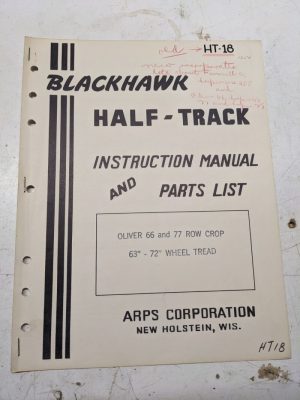 old → HT-18
BLACKHAWK
HALF-TRACK
INSTRUCTION MANUAL
AND PARTS LIST
OLIVER 66 and 77 ROW CROP
63" - 72" WHEEL TREAD
ARPS CORPORATION
NEW HOLSTEIN, WIS.
HT18